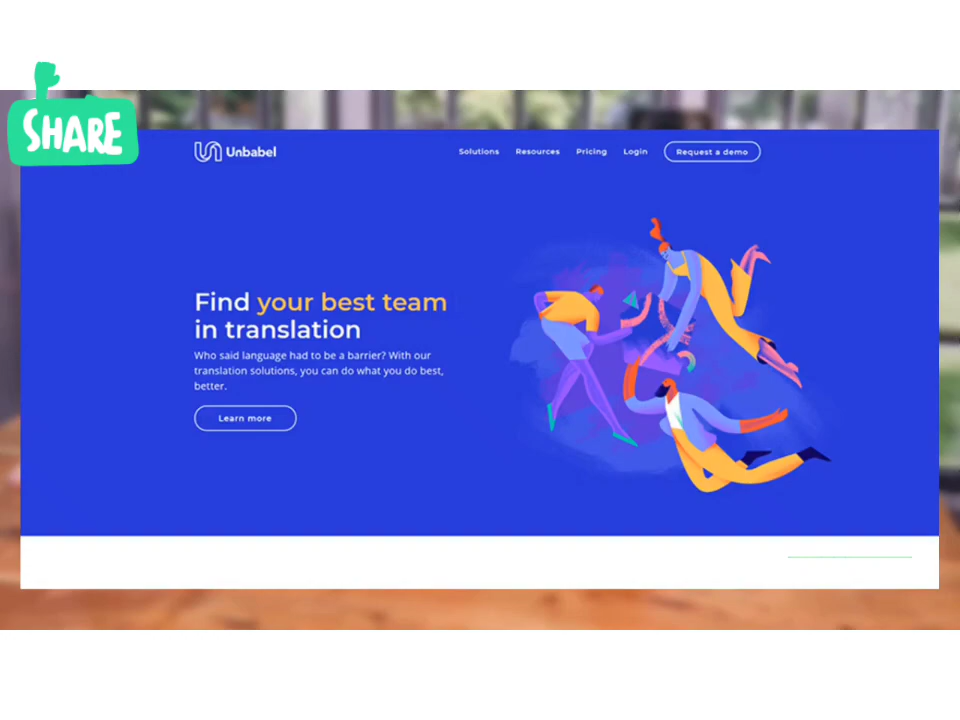 SHARE
Unbabel
Solutions Resources Pricing Login Request a demo
Find your best team
in translation
Who said language had to be a barrier? With our
translation solutions, you can do what you do best,
better.
Learn more